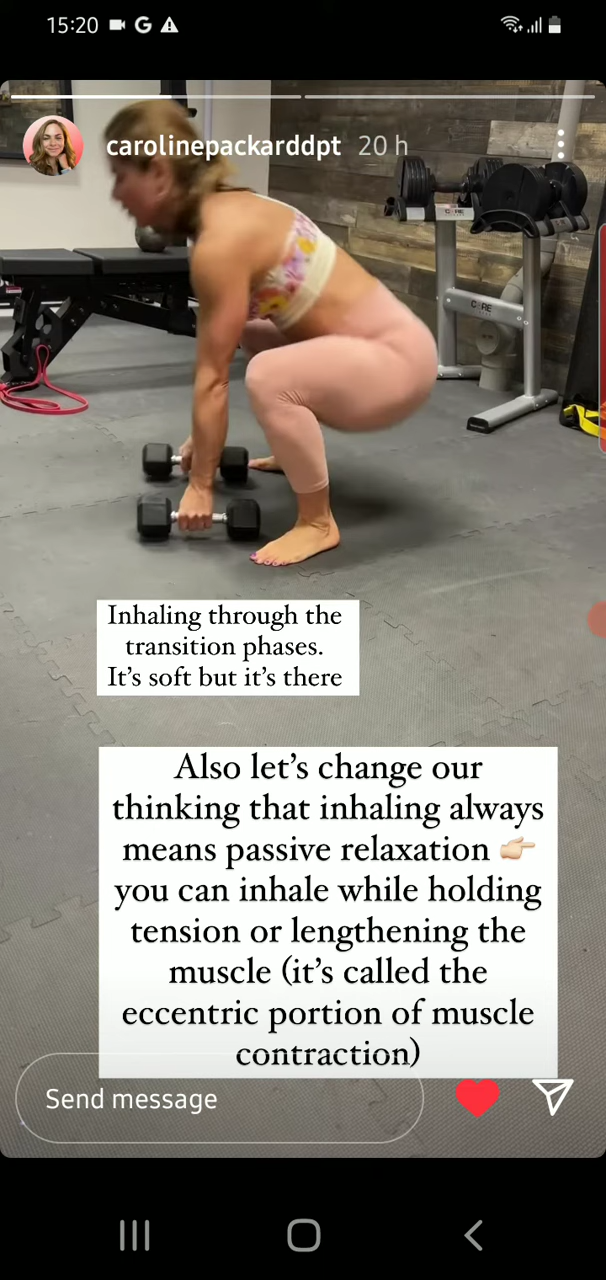 15:20
carolinepackarddpt 20 h
CORE
CORE
Inhaling through the
transition phases.
It's soft but it's there
Also let's change our
thinking that inhaling always
means passive relaxation 👉🏻
you can inhale while holding
tension or lengthening the
muscle (it's called the
eccentric portion of muscle
contraction)
Send message